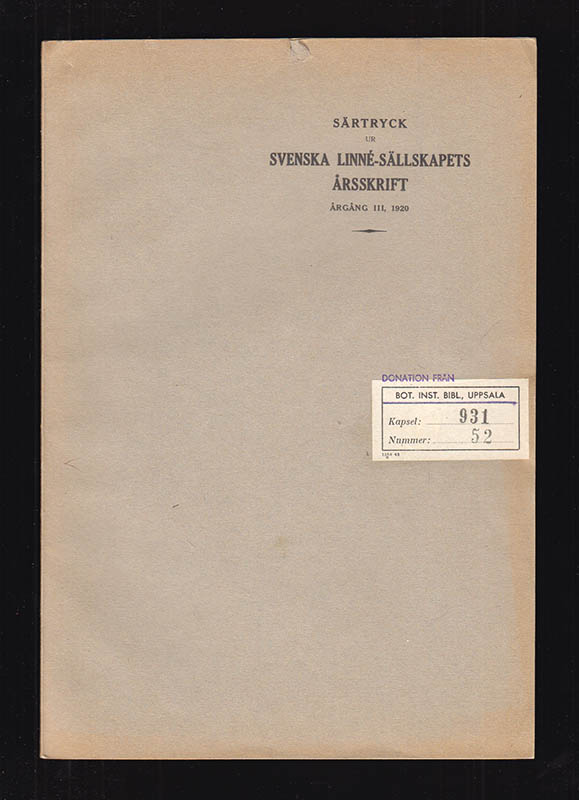 SÄRTRYCK
UR
SVENSKA LINNÉ-SÄLLSKAPETS
ÅRSSKRIFT
ÅRGÅNG III, 1920
DONATION FRÅN
BOT. INST. BIBL., UPPSALA
Kapsel: 931
Nummer: 52